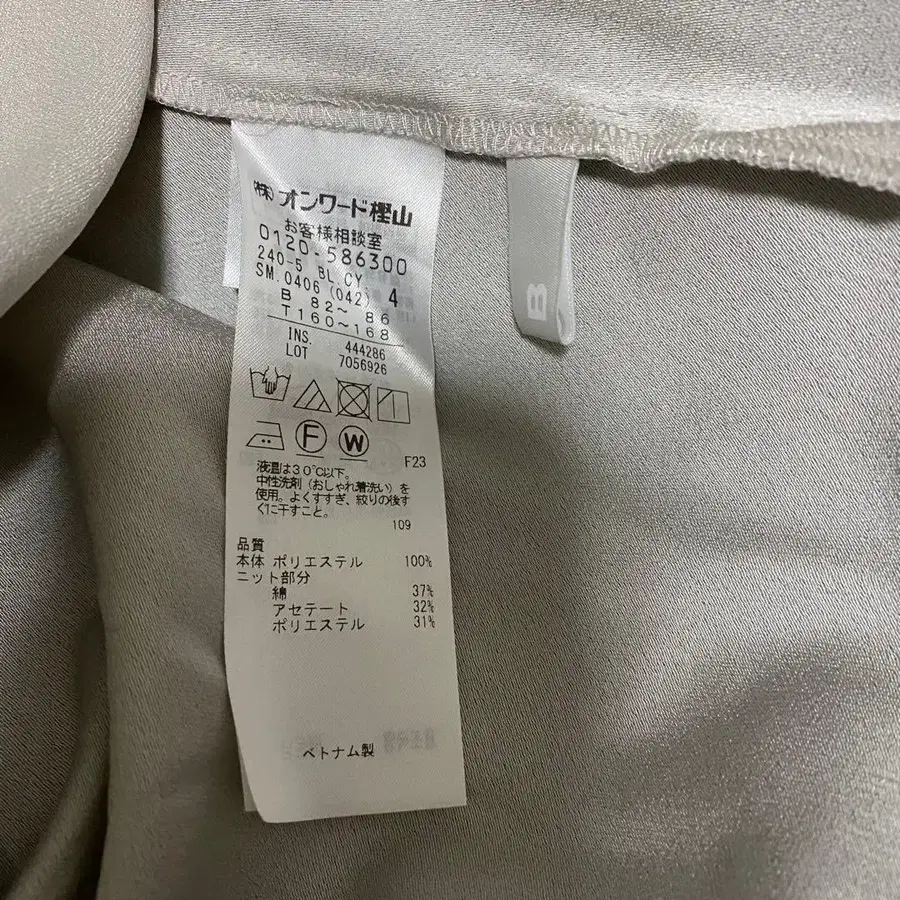 (株)オンワード樫山
お客様相談室
0120-586300
240-5 BL.CY
SM.0406(042) 4
B 82～ 86
T160～168
INS. 444286
LOT 7056926
F
W
F23
液温は30℃以下。
中性洗剤(おしゃれ着洗い)を
使用。よくすすぎ、絞りの後す
ぐに干すこと。
109
品質
本体 ポリエステル 100%
ニット部分
綿 37%
アセテート 32%
ポリエステル 31%
ベトナム製
B